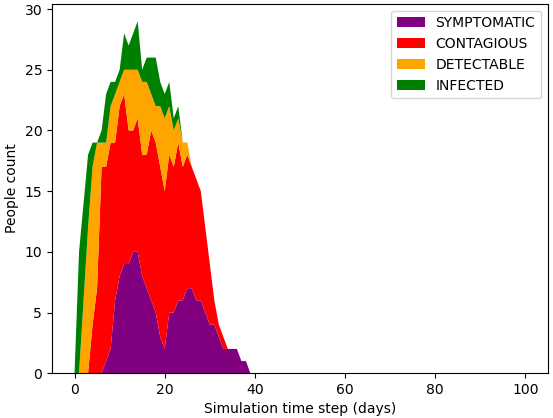 SYMPTOMATIC
CONTAGIOUS
DETECTABLE
INFECTED
30
25
20
15
10
5
0
People count
0 20 40 60 80 100
Simulation time step (days)